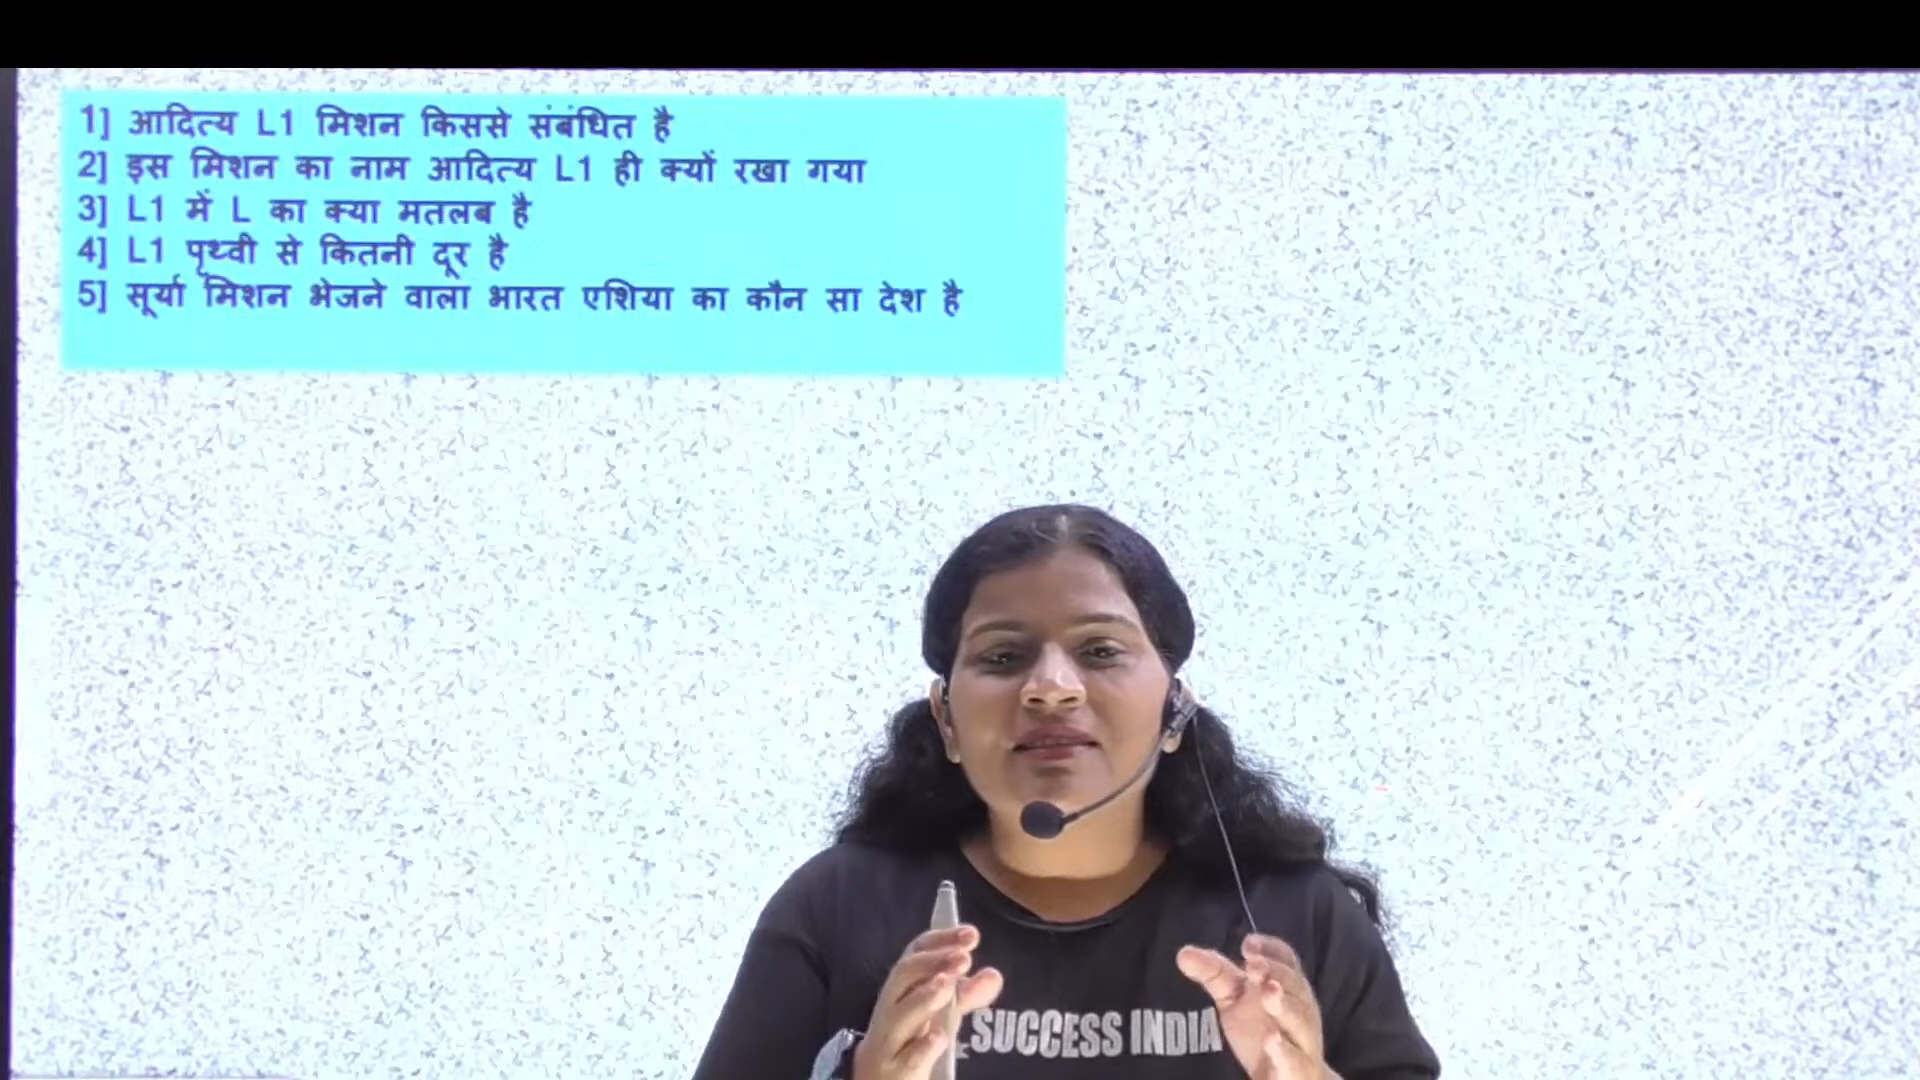 1] आदित्य L1 मिशन किससे संबंधित है
2] इस मिशन का नाम आदित्य L1 ही क्यों रखा गया
3] L1 में L का क्या मतलब है
4] L1 पृथ्वी से कितनी दूर है
5] सूर्या मिशन भेजने वाला भारत एशिया का कौन सा देश है
SUCCESS INDIA